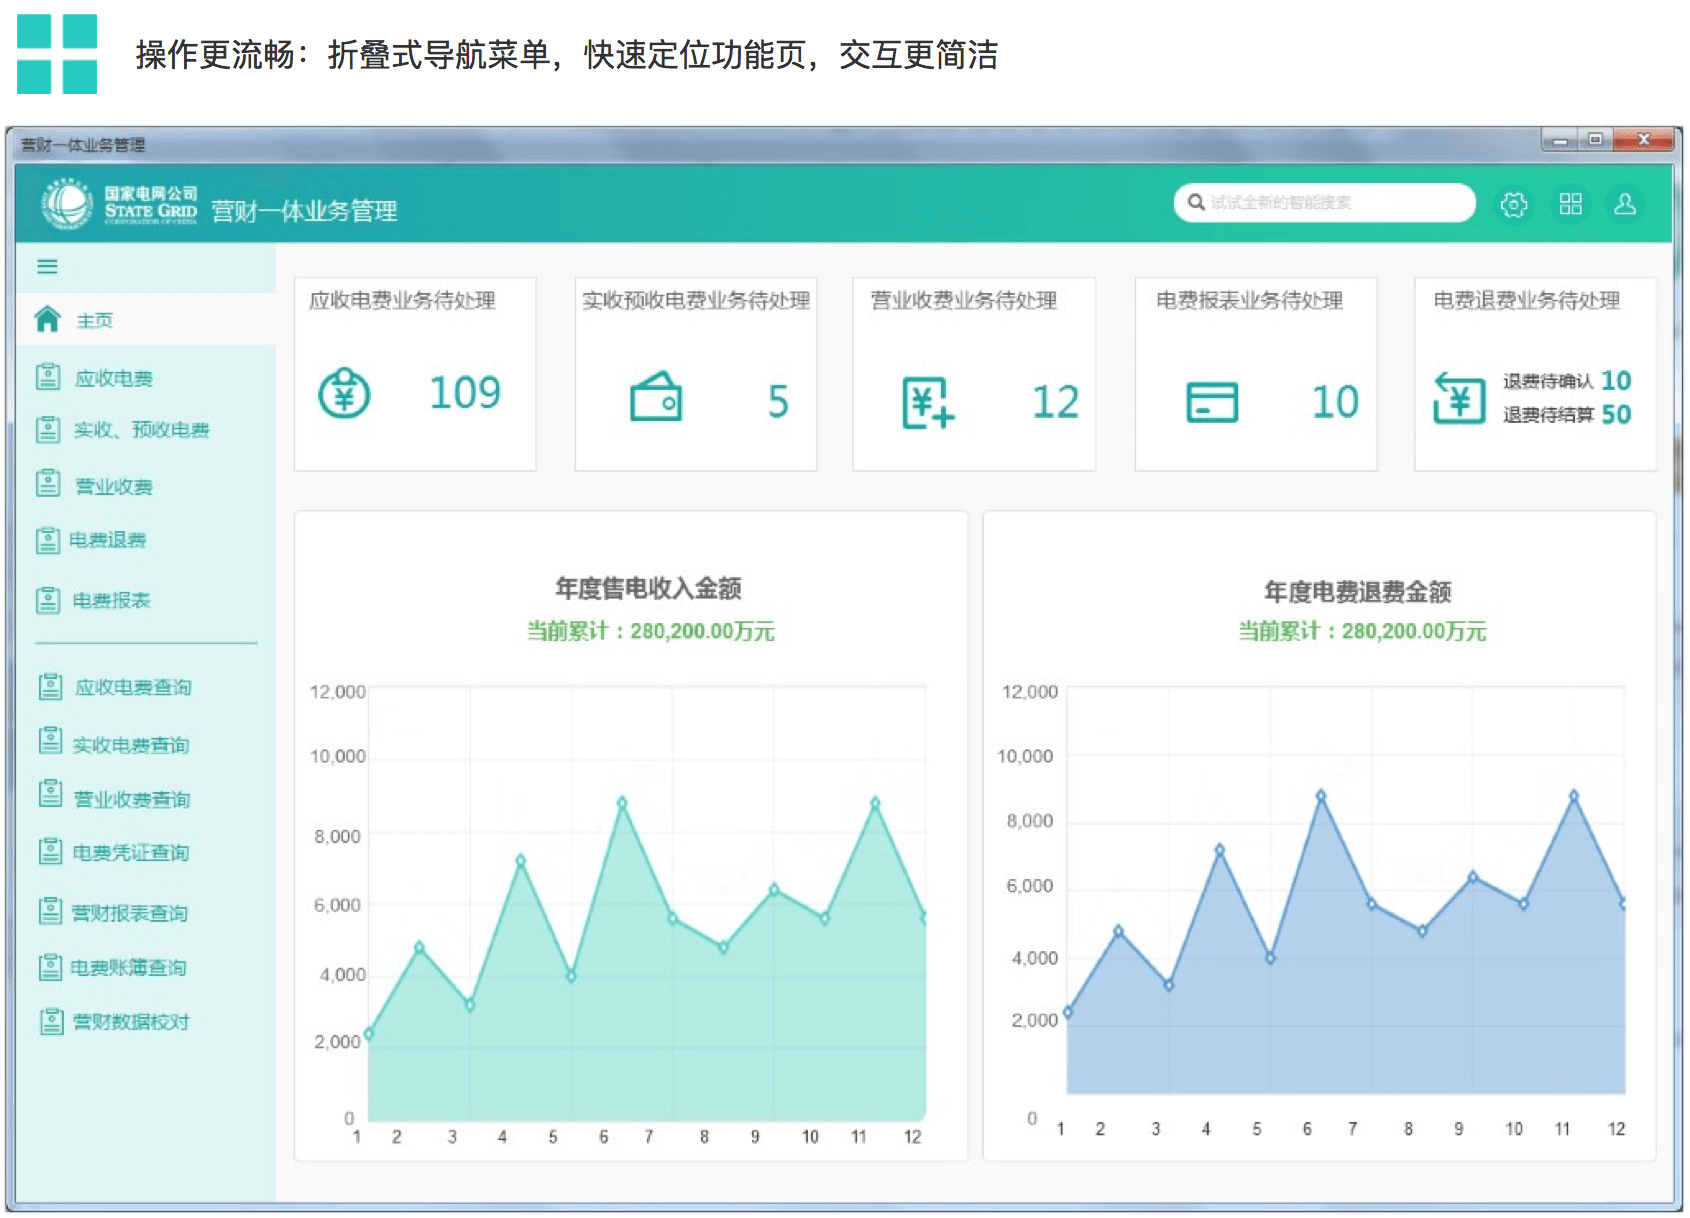 操作更流畅：折叠式导航菜单，快速定位功能页，交互更简洁
营财一体业务管理
国家电网公司
STATE GRID
CORPORATION OF CHINA
营财一体业务管理
试试全新的智能搜索
主页
应收电费
实收、预收电费
营业收费
电费退费
电费报表
应收电费查询
实收电费查询
营业收费查询
电费凭证查询
营财报表查询
电费账簿查询
营财数据校对
应收电费业务待处理
109
实收预收电费业务待处理
5
营业收费业务待处理
12
电费报表业务待处理
10
电费退费业务待处理
退费待确认 10
退费待结算 50
年度售电收入金额
当前累计：280,200.00万元
12,000
10,000
8,000
6,000
4,000
2,000
0
1 2 3 4 5 6 7 8 9 10 11 12
年度电费退费金额
当前累计：280,200.00万元
12,000
10,000
8,000
6,000
4,000
2,000
0
1 2 3 4 5 6 7 8 9 10 11 12